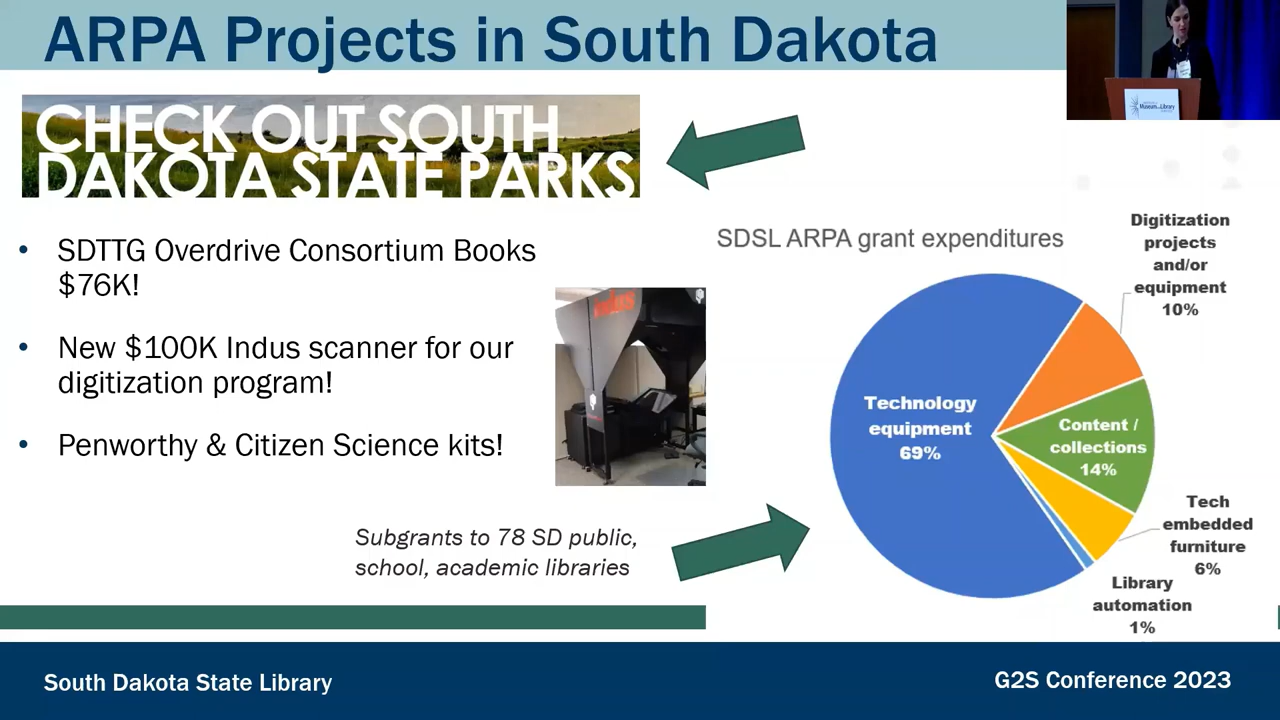 ARPA Projects in South Dakota
CHECK OUT SOUTH
DAKOTA STATE PARKS
• SDTTG Overdrive Consortium Books
$76K!
• New $100K Indus scanner for our
digitization program!
• Penworthy & Citizen Science kits!
Subgrants to 78 SD public,
school, academic libraries
SDSL ARPA grant expenditures
Digitization
projects
and/or
equipment
10%
Technology
equipment
69%
Content /
collections
14%
Tech
embedded
furniture
6%
Library
automation
1%
Museum and Library
South Dakota State Library
G2S Conference 2023